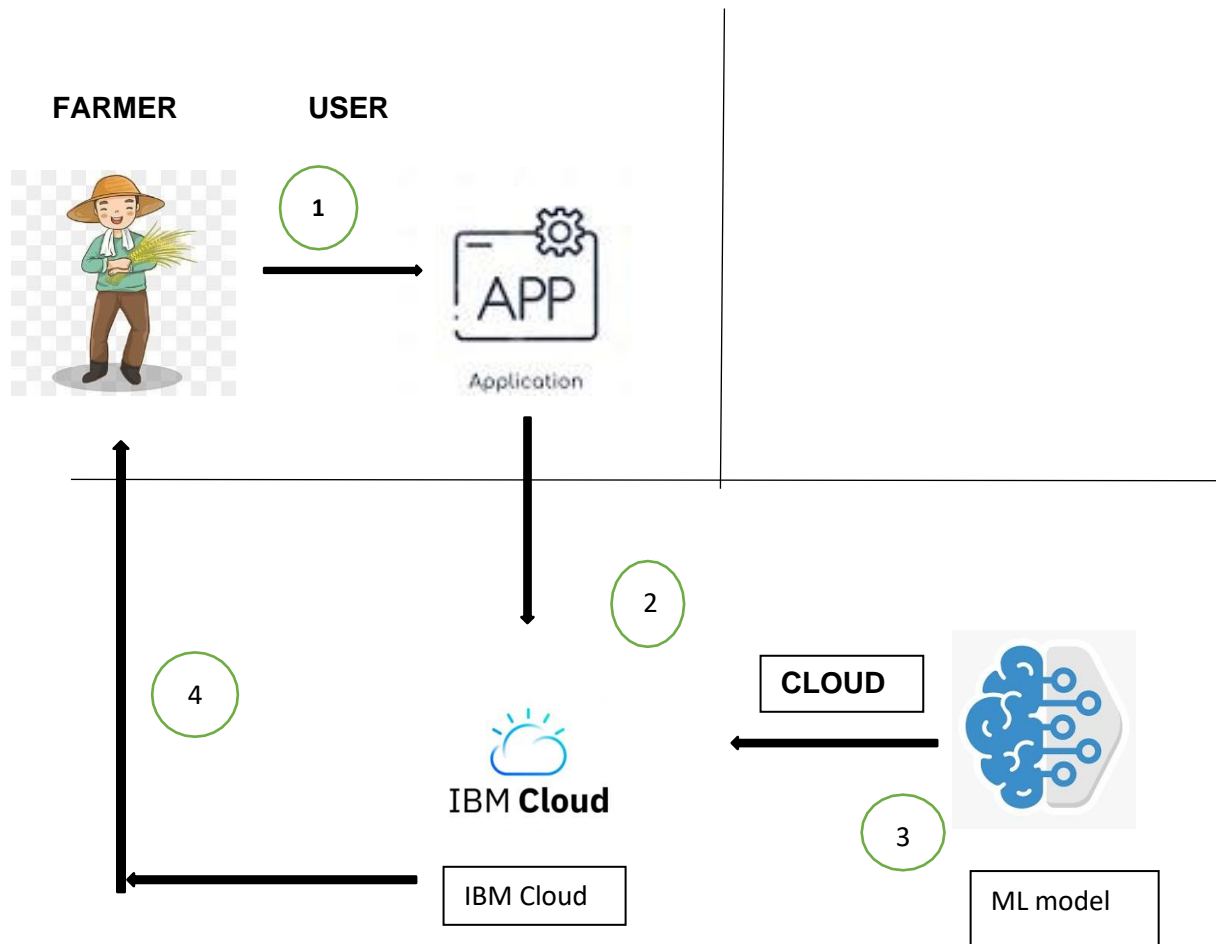 FARMER
USER
1
APP
Application
2
4
CLOUD
IBM Cloud
3
IBM Cloud
ML model